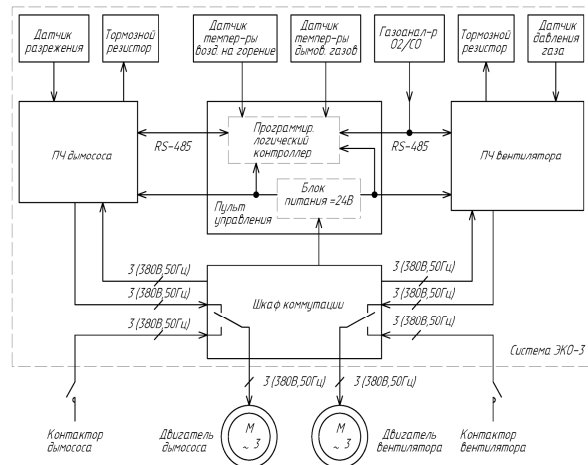 Датчик
разрежения
Тормозной
резистор
Датчик
темпер-ры
возд. на горение
Датчик
темпер-ры
дымов. газов
Газоанал-р
O2/CO
Тормозной
резистор
Датчик
давления
газа
ПЧ дымососа
RS-485
Программир.
логический
контроллер
RS-485
ПЧ вентилятора
Пульт
управления
Блок
питания =24В
3 (380В,50Гц)
3 (380В,50Гц)
3 (380В,50Гц)
Шкаф коммутации
3 (380В,50Гц)
3 (380В,50Гц)
3 (380В,50Гц)
Система ЭКО-3
3 (380В,50Гц)
3 (380В,50Гц)
Контактор
дымососа
Двигатель
дымососа
М
~ 3
М
~ 3
Двигатель
вентилятора
Контактор
вентилятора